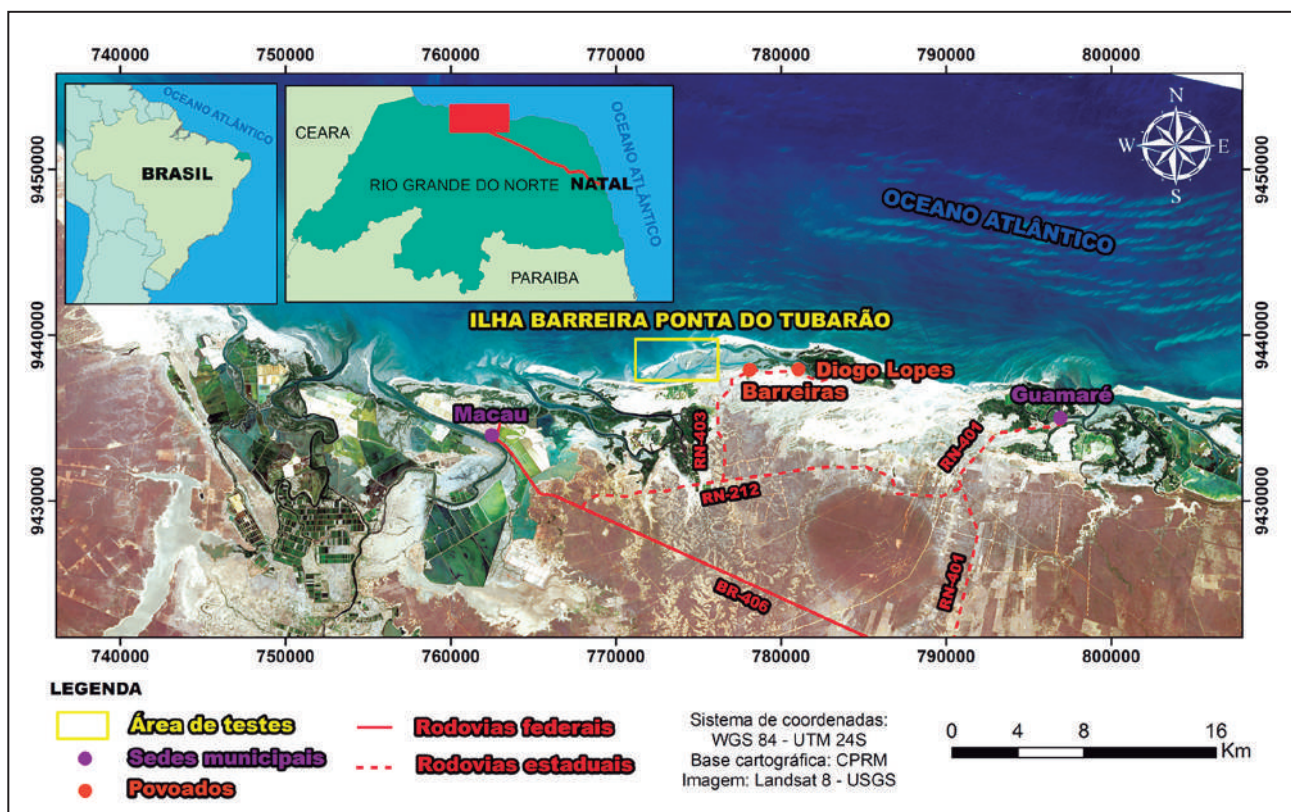 740000 750000 760000 770000 780000 790000 800000
OCEANO ATLÂNTICO
BRASIL
CEARA
RIO GRANDE DO NORTE
NATAL
OCEANO ATLÂNTICO
PARAIBA
N
W E
S
OCEANO ATLÂNTICO
9450000
9450000
ILHA BARREIRA PONTA DO TUBARÃO
9440000
9440000
Diogo Lopes
Barreiras
Guamaré
Macau
RN-403
RN-401
RN-212
9430000
9430000
BR-406
RN-401
740000 750000 760000 770000 780000 790000 800000
LEGENDA
Área de testes
Sedes municipais
Povoados
Rodovias federais
Rodovias estaduais
Sistema de coordenadas:
WGS 84 - UTM 24S
Base cartográfica: CPRM
Imagem: Landsat 8 - USGS
0 4 8 16
Km